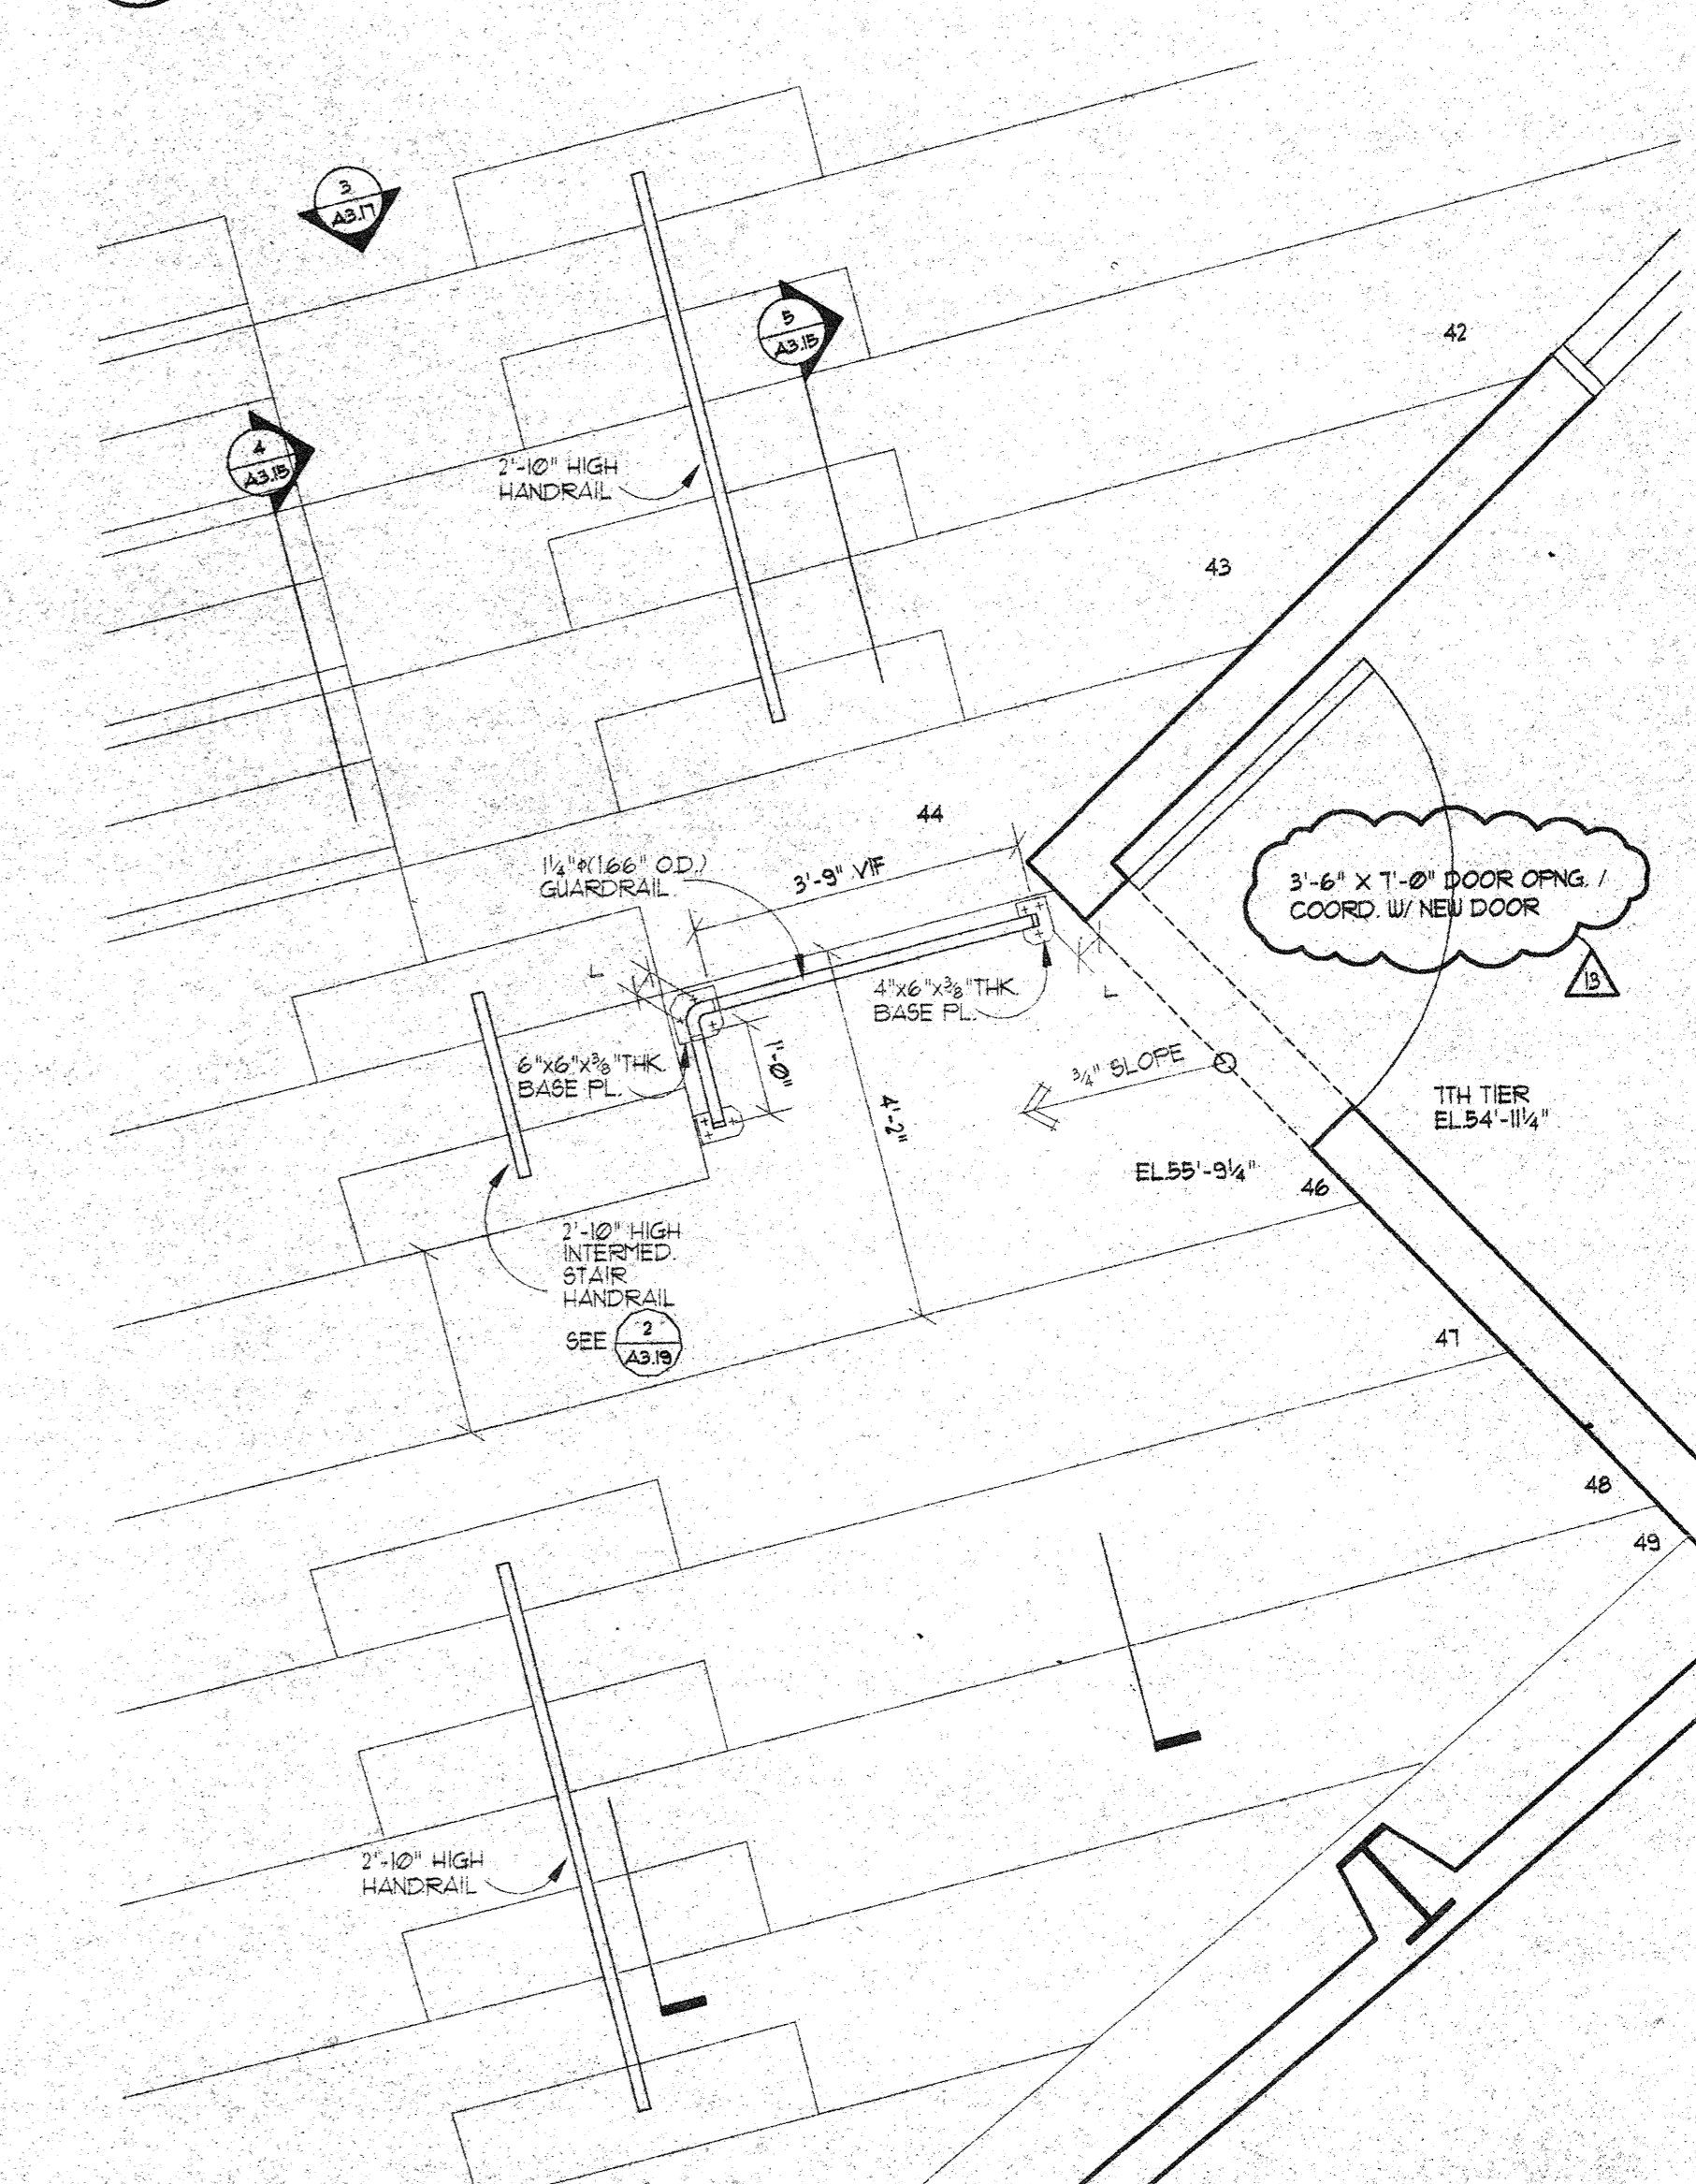 3
A3.17
5
A3.15
42
4
A3.15
2'-10" HIGH
HANDRAIL
43
44
1¼"ф(1.66" O.D.)
GUARDRAIL
3'-9" VIF
3'-6" X 7'-0" DOOR OPNG. /
COORD. W/ NEW DOOR
13
L
4"x6"x⅜"THK.
BASE PL.
L
6"x6"x⅜"THK.
BASE PL.
1'-0"
¾" SLOPE
4'-2"
7TH TIER
EL.54'-11¼"
EL.55'-9¼"
46
2'-10" HIGH
INTERMED.
STAIR
HANDRAIL
SEE 2
A3.19
47
48
49
2'-10" HIGH
HANDRAIL